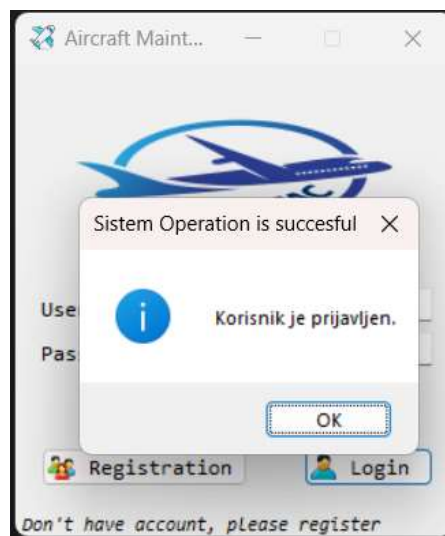 Aircraft Maint...
Sistem Operation is succesful
Korisnik je prijavljen.
OK
Registration
Login
Don't have account, please register